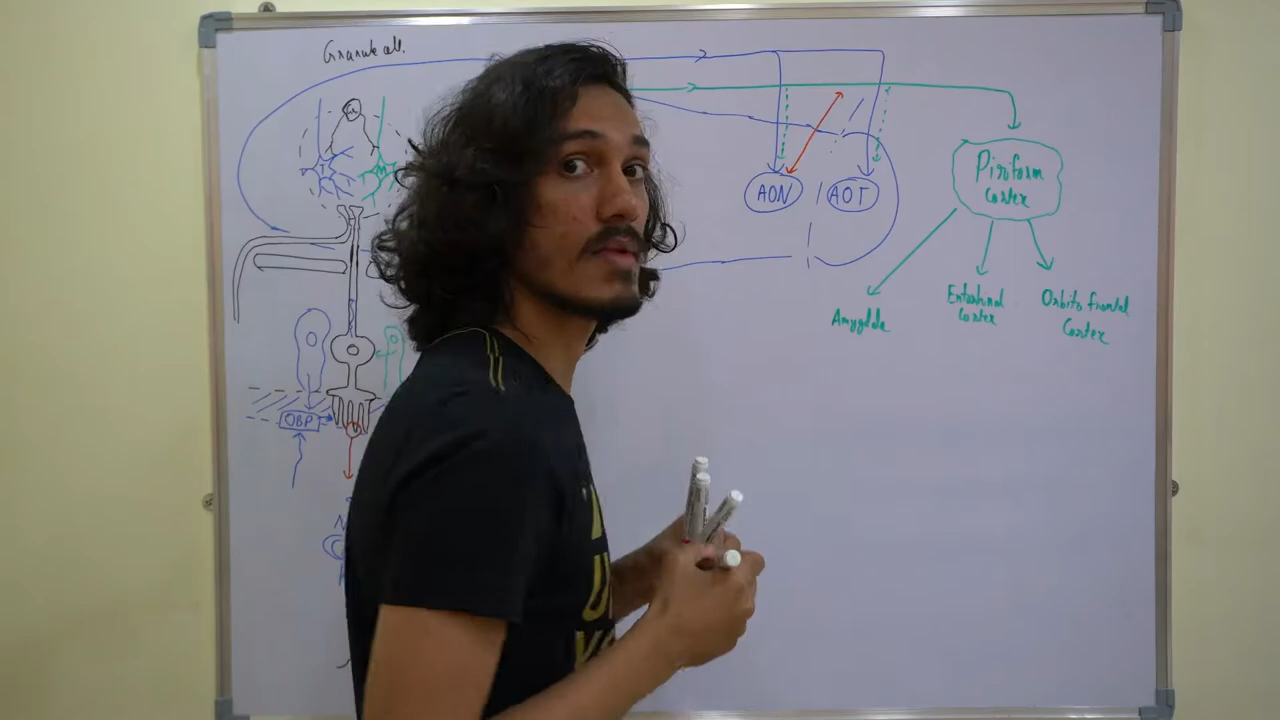 Granule cell.
M
AON
AOT
Piriform
Cortex
Amygdala
Entorhinal
Cortex
Orbito frontal
Cortex
OBP